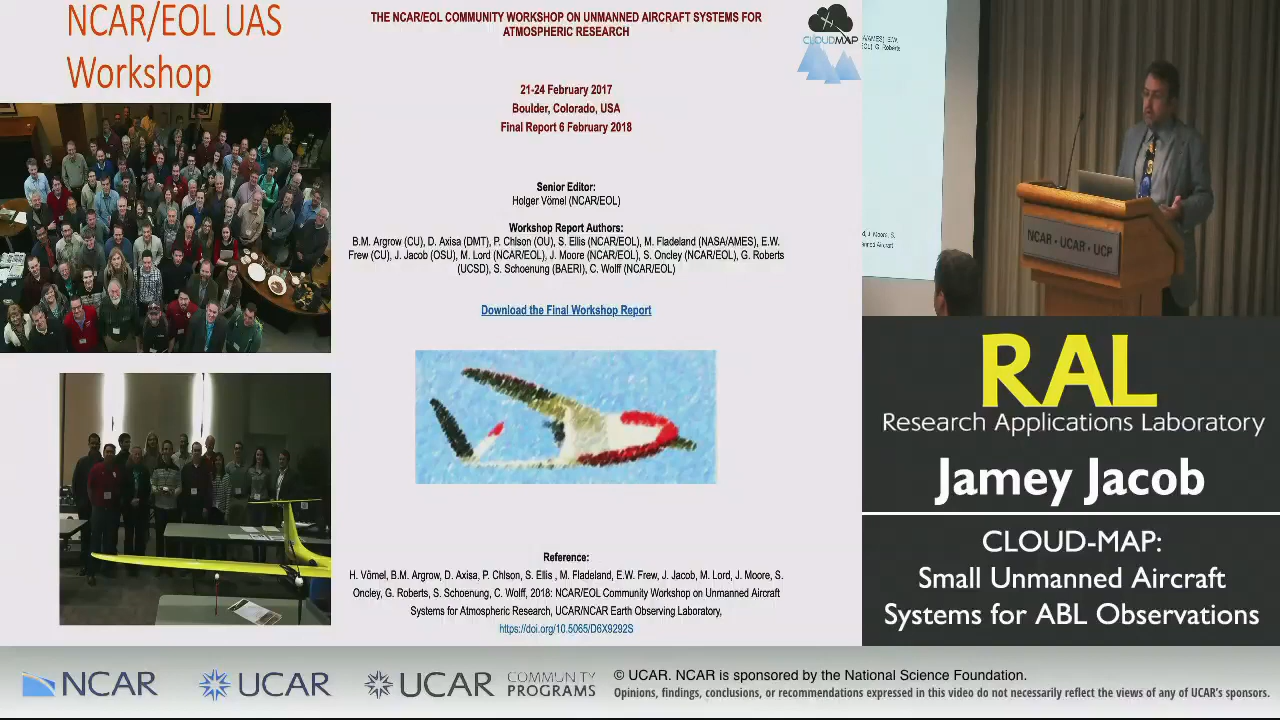 NCAR/EOL UAS
Workshop
THE NCAR/EOL COMMUNITY WORKSHOP ON UNMANNED AIRCRAFT SYSTEMS FOR
ATMOSPHERIC RESEARCH
21-24 February 2017
Boulder, Colorado, USA
Final Report 6 February 2018
Senior Editor:
Holger Vömel (NCAR/EOL)
Workshop Report Authors:
B.M. Argrow (CU), D. Axisa (DMT), P. Chlson (OU), S. Ellis (NCAR/EOL), M. Fladeland (NASA/AMES), E.W.
Frew (CU), J. Jacob (OSU), M. Lord (NCAR/EOL), J. Moore (NCAR/EOL), S. Oncley (NCAR/EOL), G. Roberts
(UCSD), S. Schoenung (BAERI), C. Wolff (NCAR/EOL)
Download the Final Workshop Report
Reference:
H. Vömel, B.M. Argrow, D. Axisa, P. Chlson, S. Ellis , M. Fladeland, E.W. Frew, J. Jacob, M. Lord, J. Moore, S.
Oncley, G. Roberts, S. Schoenung, C. Wolff, 2018: NCAR/EOL Community Workshop on Unmanned Aircraft
Systems for Atmospheric Research, UCAR/NCAR Earth Observing Laboratory,
https://doi.org/10.5065/D6X9292S
CLOUDMAP
/AMES), E.W.
G. Roberts
NCAR · UCAR · UCP
RAL
Research Applications Laboratory
Jamey Jacob
CLOUD-MAP:
Small Unmanned Aircraft
Systems for ABL Observations
NCAR
UCAR
UCAR
COMMUNITY
PROGRAMS
© UCAR. NCAR is sponsored by the National Science Foundation.
Opinions, findings, conclusions, or recommendations expressed in this video do not necessarily reflect the views of any of UCAR's sponsors.